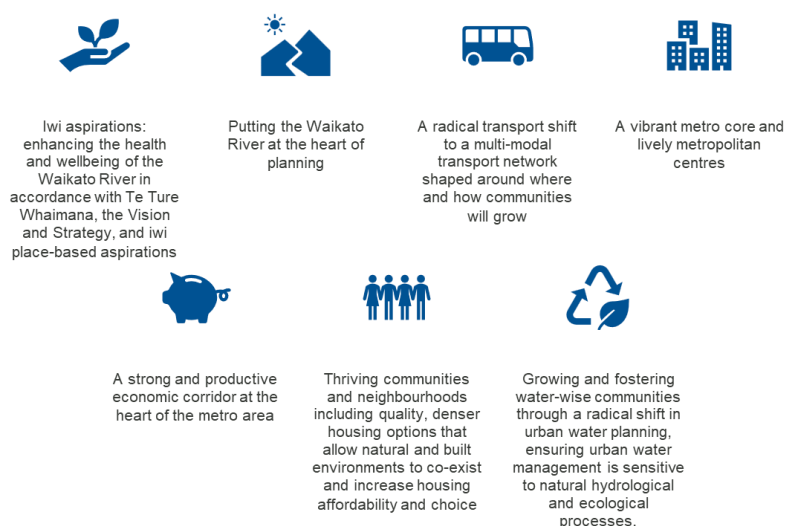 Iwi aspirations:
enhancing the health
and wellbeing of the
Waikato River in
accordance with Te Ture
Whaimana, the Vision
and Strategy, and iwi
place-based aspirations
Putting the Waikato
River at the heart of
planning
A radical transport shift
to a multi-modal
transport network
shaped around where
and how communities
will grow
A vibrant metro core and
lively metropolitan
centres
A strong and productive
economic corridor at the
heart of the metro area
Thriving communities
and neighbourhoods
including quality, denser
housing options that
allow natural and built
environments to co-exist
and increase housing
affordability and choice
Growing and fostering
water-wise communities
through a radical shift in
urban water planning,
ensuring urban water
management is sensitive
to natural hydrological
and ecological
processes.